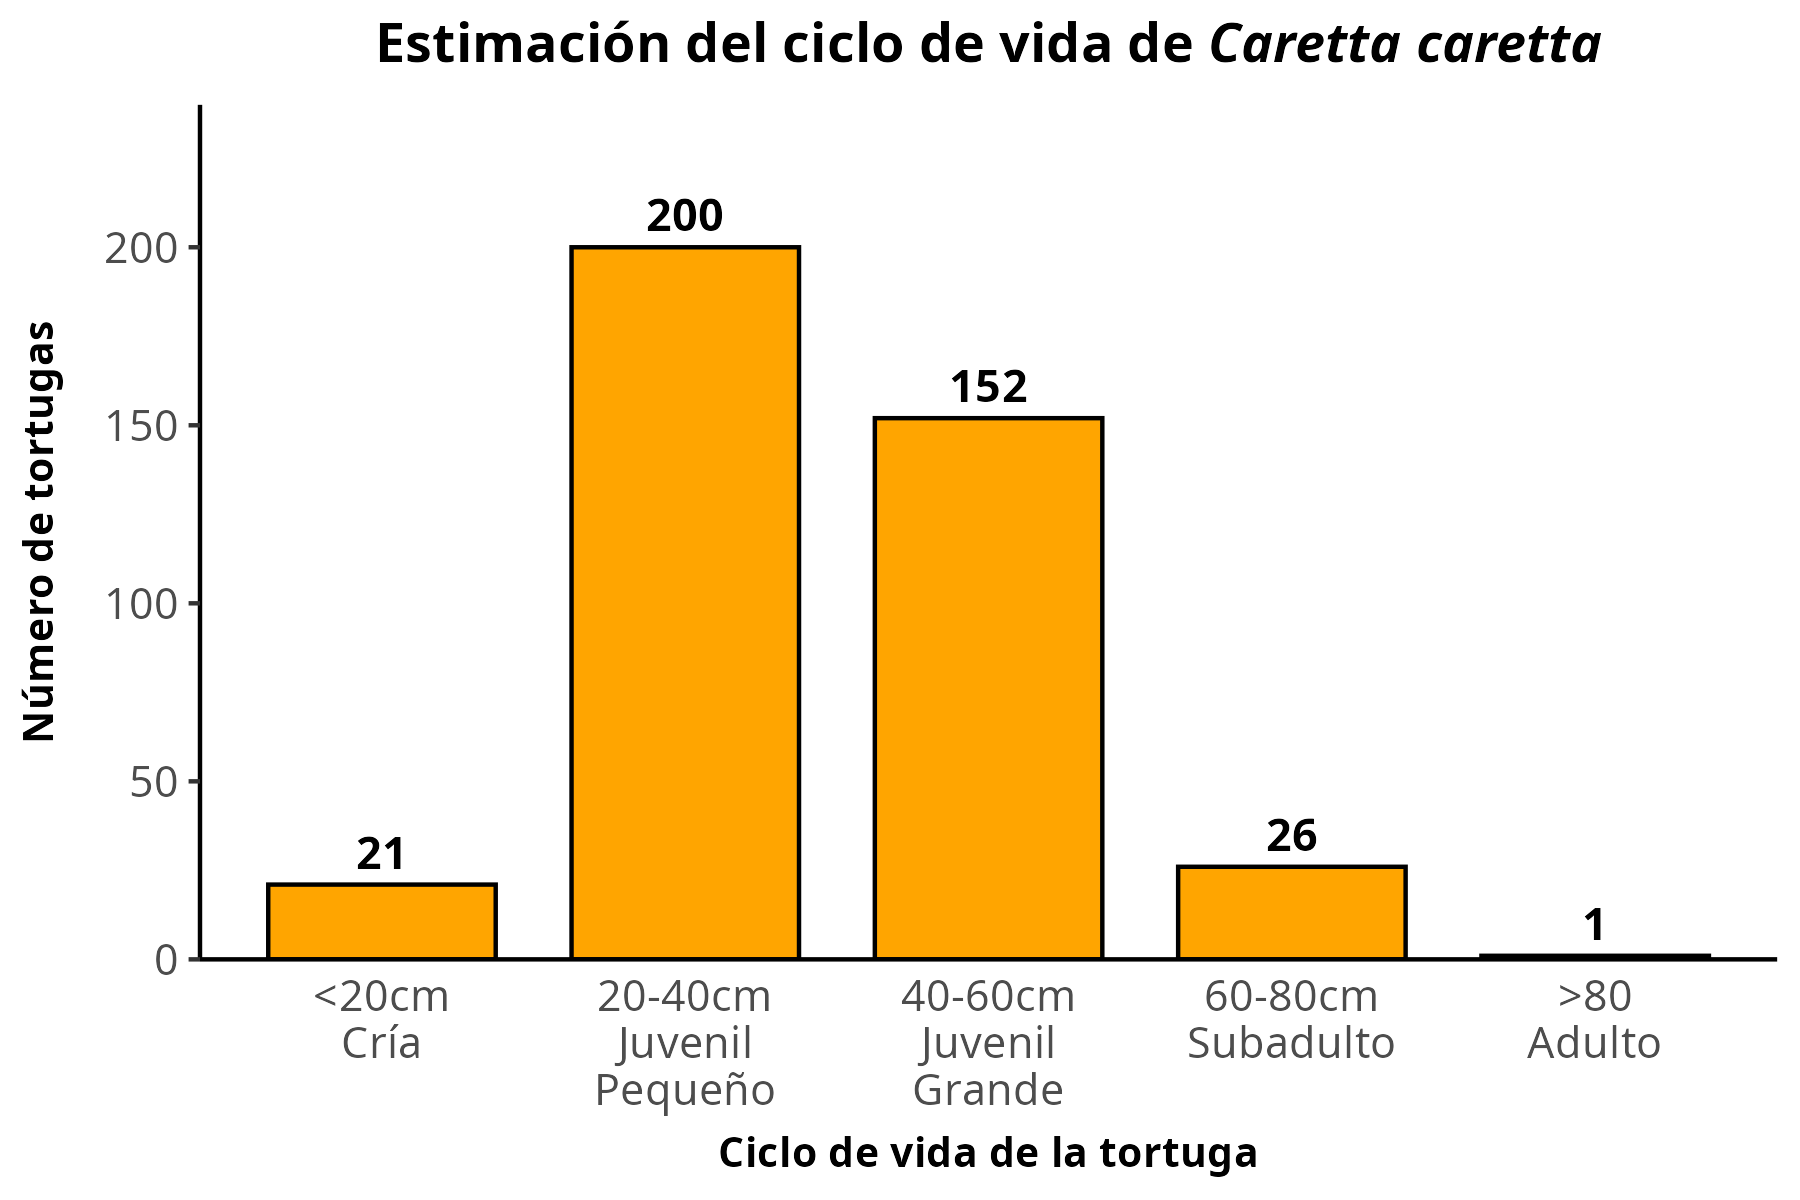 Estimación del ciclo de vida de Caretta caretta
Número de tortugas
200
150
100
50
0
21
200
152
26
1
<20cm
Cría
20-40cm
Juvenil
Pequeño
40-60cm
Juvenil
Grande
60-80cm
Subadulto
>80
Adulto
Ciclo de vida de la tortuga